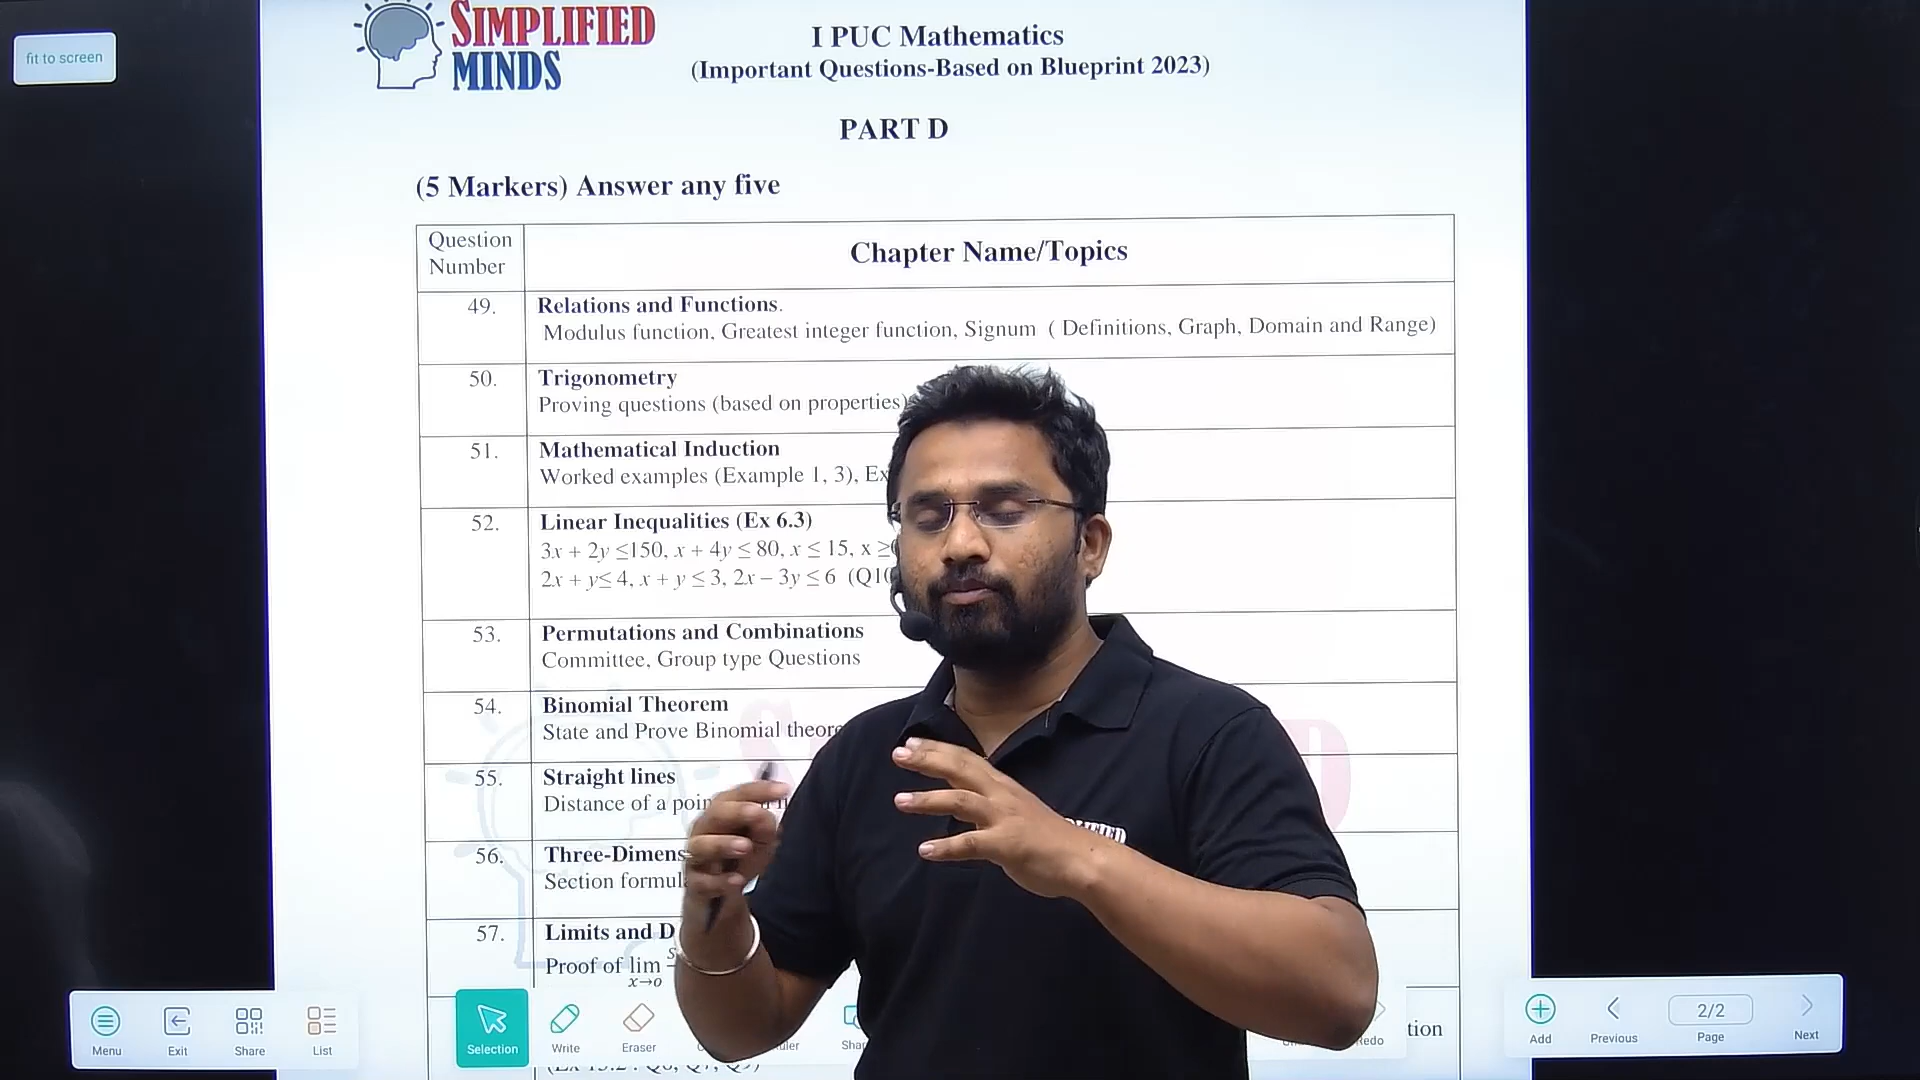 fit to screen
SIMPLIFIED
MINDS
I PUC Mathematics
(Important Questions-Based on Blueprint 2023)
PART D
(5 Markers) Answer any five
Question
Number
Chapter Name/Topics
49.
Relations and Functions.
Modulus function, Greatest integer function, Signum ( Definitions, Graph, Domain and Range)
50.
Trigonometry
Proving questions (based on properties)
51.
Mathematical Induction
Worked examples (Example 1, 3), Ex
52.
Linear Inequalities (Ex 6.3)
3x + 2y ≤150, x + 4y ≤ 80, x ≤ 15, x ≥
2x + y≤ 4, x + y ≤ 3, 2x – 3y ≤ 6 (Q10
53.
Permutations and Combinations
Committee, Group type Questions
54.
Binomial Theorem
State and Prove Binomial theor
55.
Straight lines
Distance of a poin
56.
Three-Dimens
Section formul
57.
Limits and D
Proof of lim
x→o
tion
Menu
Exit
Share
List
Selection
Write
Eraser
Redo
Add
Previous
2/2
Page
Next